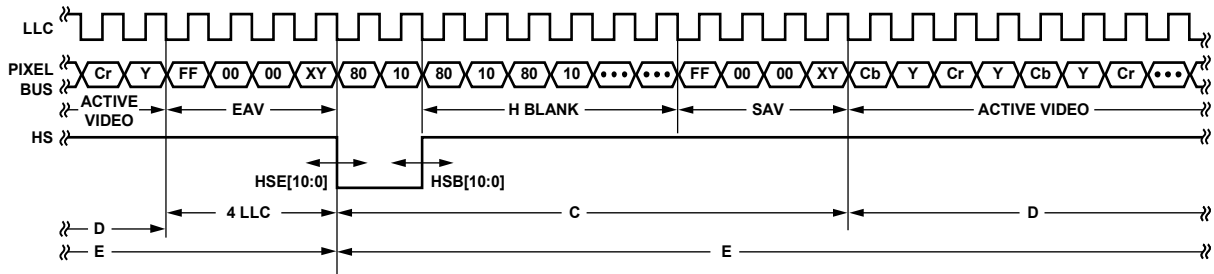 LLC
PIXEL BUS
Cr Y FF 00 00 XY 80 10 80 10 80 10 ••• ••• FF 00 00 XY Cb Y Cr Y Cb Y Cr •••
ACTIVE VIDEO
EAV
H BLANK
SAV
ACTIVE VIDEO
HS
HSE[10:0]
HSB[10:0]
4 LLC
C
D
D
E
E